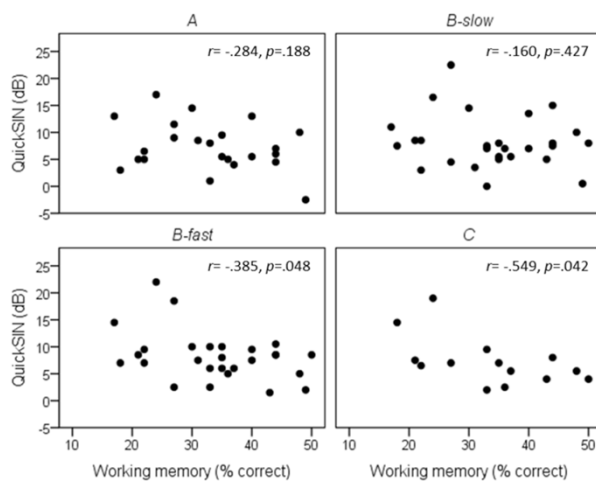 A
B-slow
r= -.284, p=.188
r= -.160, p=.427
QuickSIN (dB)
25
20
15
10
5
0
-5
B-fast
C
r= -.385, p=.048
r= -.549, p=.042
QuickSIN (dB)
25
20
15
10
5
0
-5
10 20 30 40 50
10 20 30 40 50
Working memory (% correct)
Working memory (% correct)